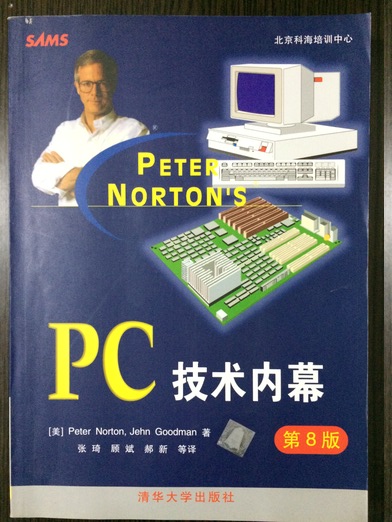 SAMS
PETER
NORTON'S
PC 技术内幕
第8版
[美] Peter Norton, Jehn Goodman 著
张 琦 顾 斌 郝 新 等译
清华大学出版社
北京科海培训中心